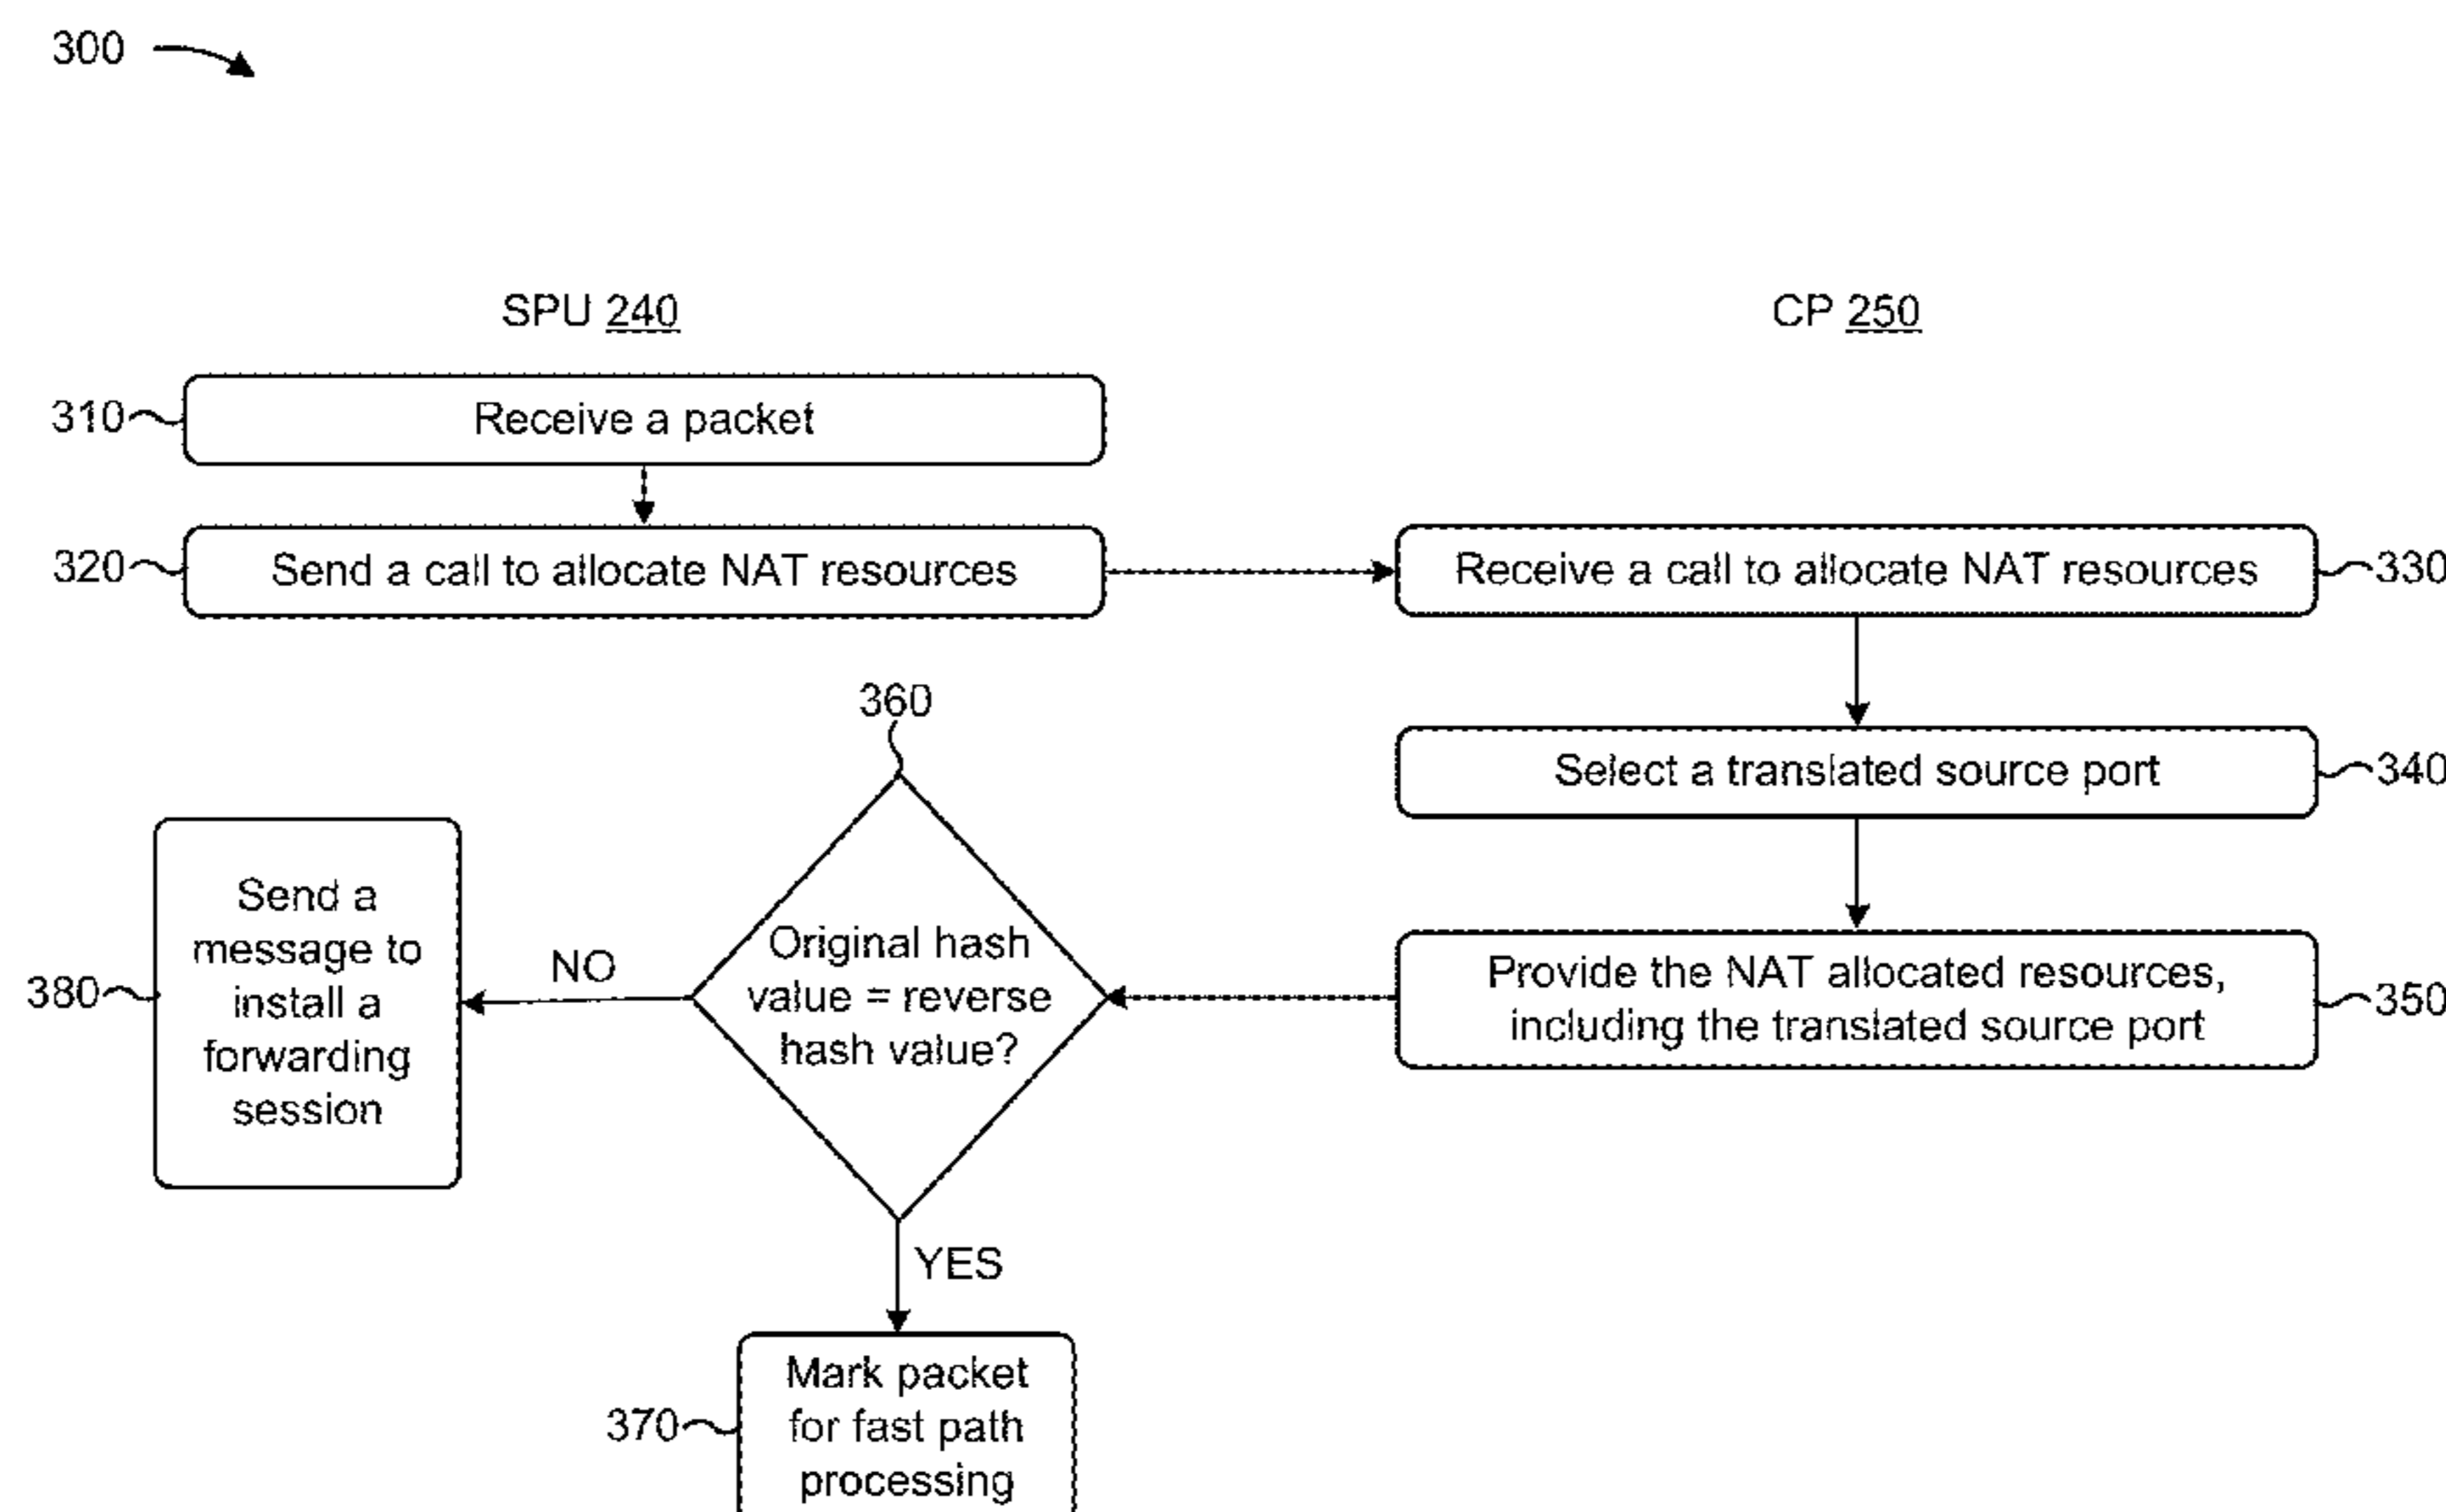 300
SPU 240
CP 250
310
Receive a packet
320
Send a call to allocate NAT resources
Receive a call to allocate NAT resources
330
360
Select a translated source port
340
Send a
message to
install a
forwarding
session
380
NO
Original hash
value = reverse
hash value?
Provide the NAT allocated resources,
including the translated source port
350
YES
370
Mark packet
for fast path
processing